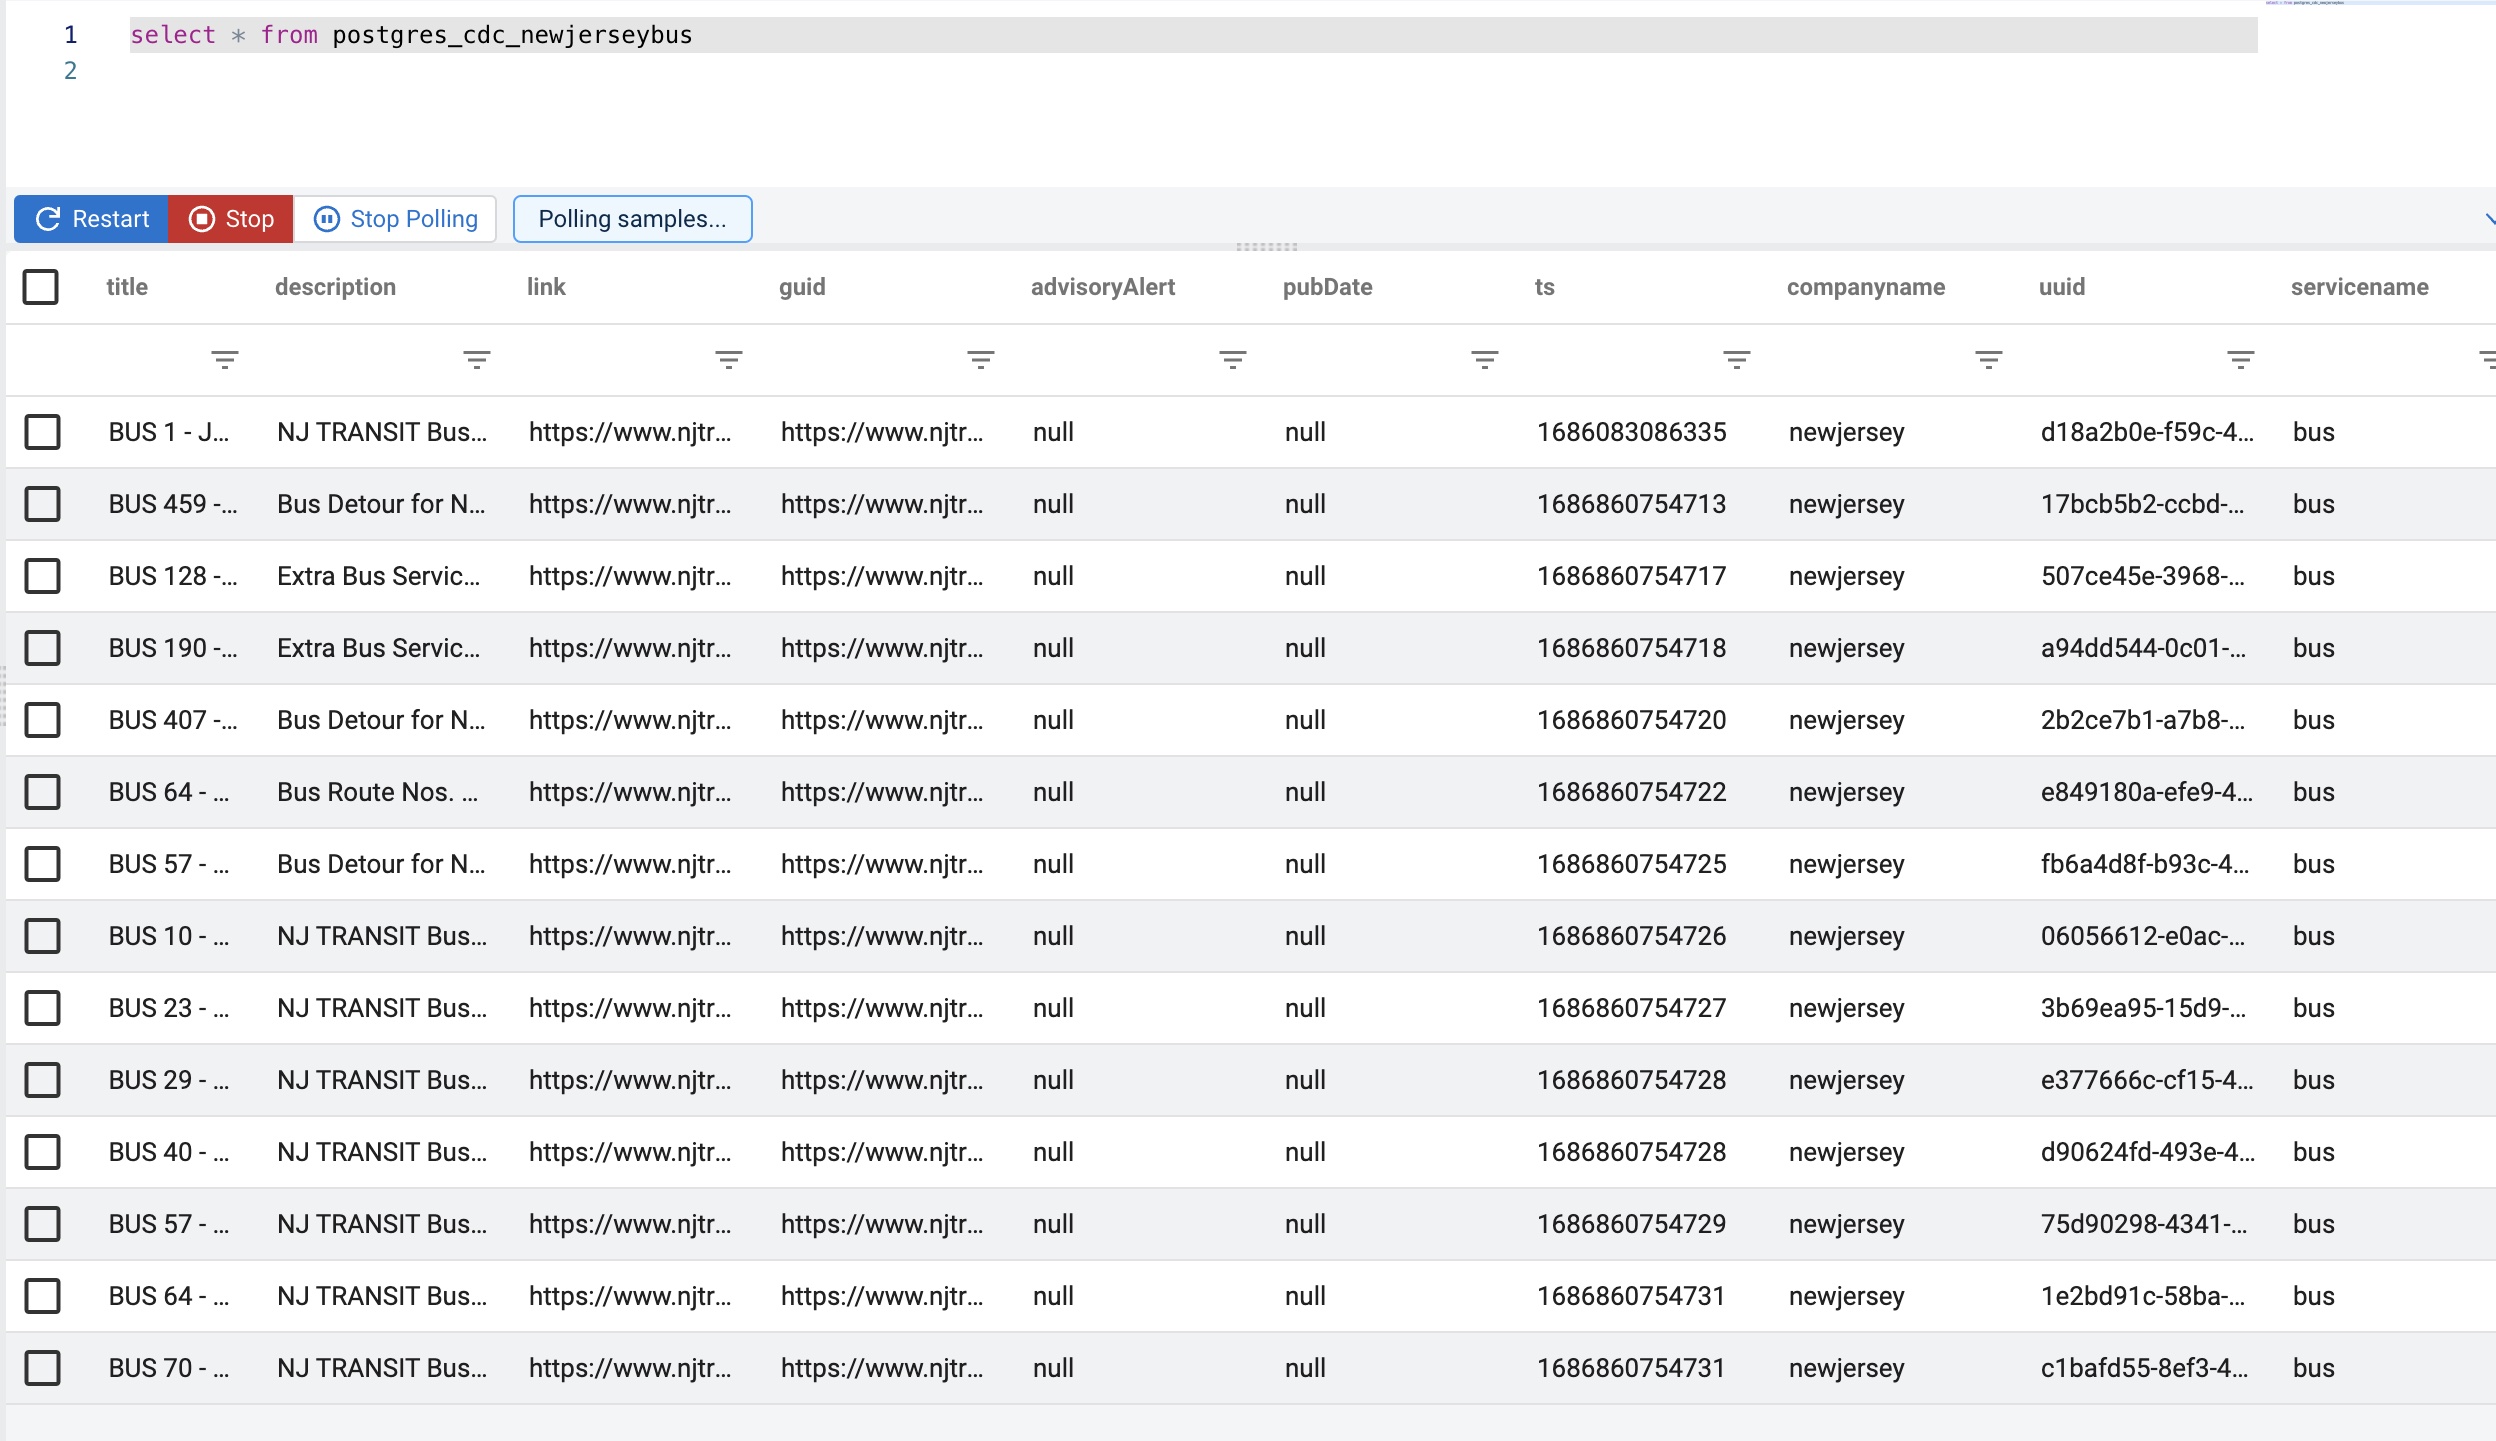 1 select * from postgres_cdc_newjerseybus
2
Restart Stop Stop Polling Polling samples...
title description link guid advisoryAlert pubDate ts companyname uuid servicename
BUS 1 - J... NJ TRANSIT Bus... https://www.njtr... https://www.njtr... null null 1686083086335 newjersey d18a2b0e-f59c-4... bus
BUS 459 -... Bus Detour for N... https://www.njtr... https://www.njtr... null null 1686860754713 newjersey 17bcb5b2-ccbd-... bus
BUS 128 -... Extra Bus Servic... https://www.njtr... https://www.njtr... null null 1686860754717 newjersey 507ce45e-3968-... bus
BUS 190 -... Extra Bus Servic... https://www.njtr... https://www.njtr... null null 1686860754718 newjersey a94dd544-0c01-... bus
BUS 407 -... Bus Detour for N... https://www.njtr... https://www.njtr... null null 1686860754720 newjersey 2b2ce7b1-a7b8-... bus
BUS 64 - ... Bus Route Nos. ... https://www.njtr... https://www.njtr... null null 1686860754722 newjersey e849180a-efe9-4... bus
BUS 57 - ... Bus Detour for N... https://www.njtr... https://www.njtr... null null 1686860754725 newjersey fb6a4d8f-b93c-4... bus
BUS 10 - ... NJ TRANSIT Bus... https://www.njtr... https://www.njtr... null null 1686860754726 newjersey 06056612-e0ac-... bus
BUS 23 - ... NJ TRANSIT Bus... https://www.njtr... https://www.njtr... null null 1686860754727 newjersey 3b69ea95-15d9-... bus
BUS 29 - ... NJ TRANSIT Bus... https://www.njtr... https://www.njtr... null null 1686860754728 newjersey e377666c-cf15-4... bus
BUS 40 - ... NJ TRANSIT Bus... https://www.njtr... https://www.njtr... null null 1686860754728 newjersey d90624fd-493e-4... bus
BUS 57 - ... NJ TRANSIT Bus... https://www.njtr... https://www.njtr... null null 1686860754729 newjersey 75d90298-4341-... bus
BUS 64 - ... NJ TRANSIT Bus... https://www.njtr... https://www.njtr... null null 1686860754731 newjersey 1e2bd91c-58ba-... bus
BUS 70 - ... NJ TRANSIT Bus... https://www.njtr... https://www.njtr... null null 1686860754731 newjersey c1bafd55-8ef3-4... bus